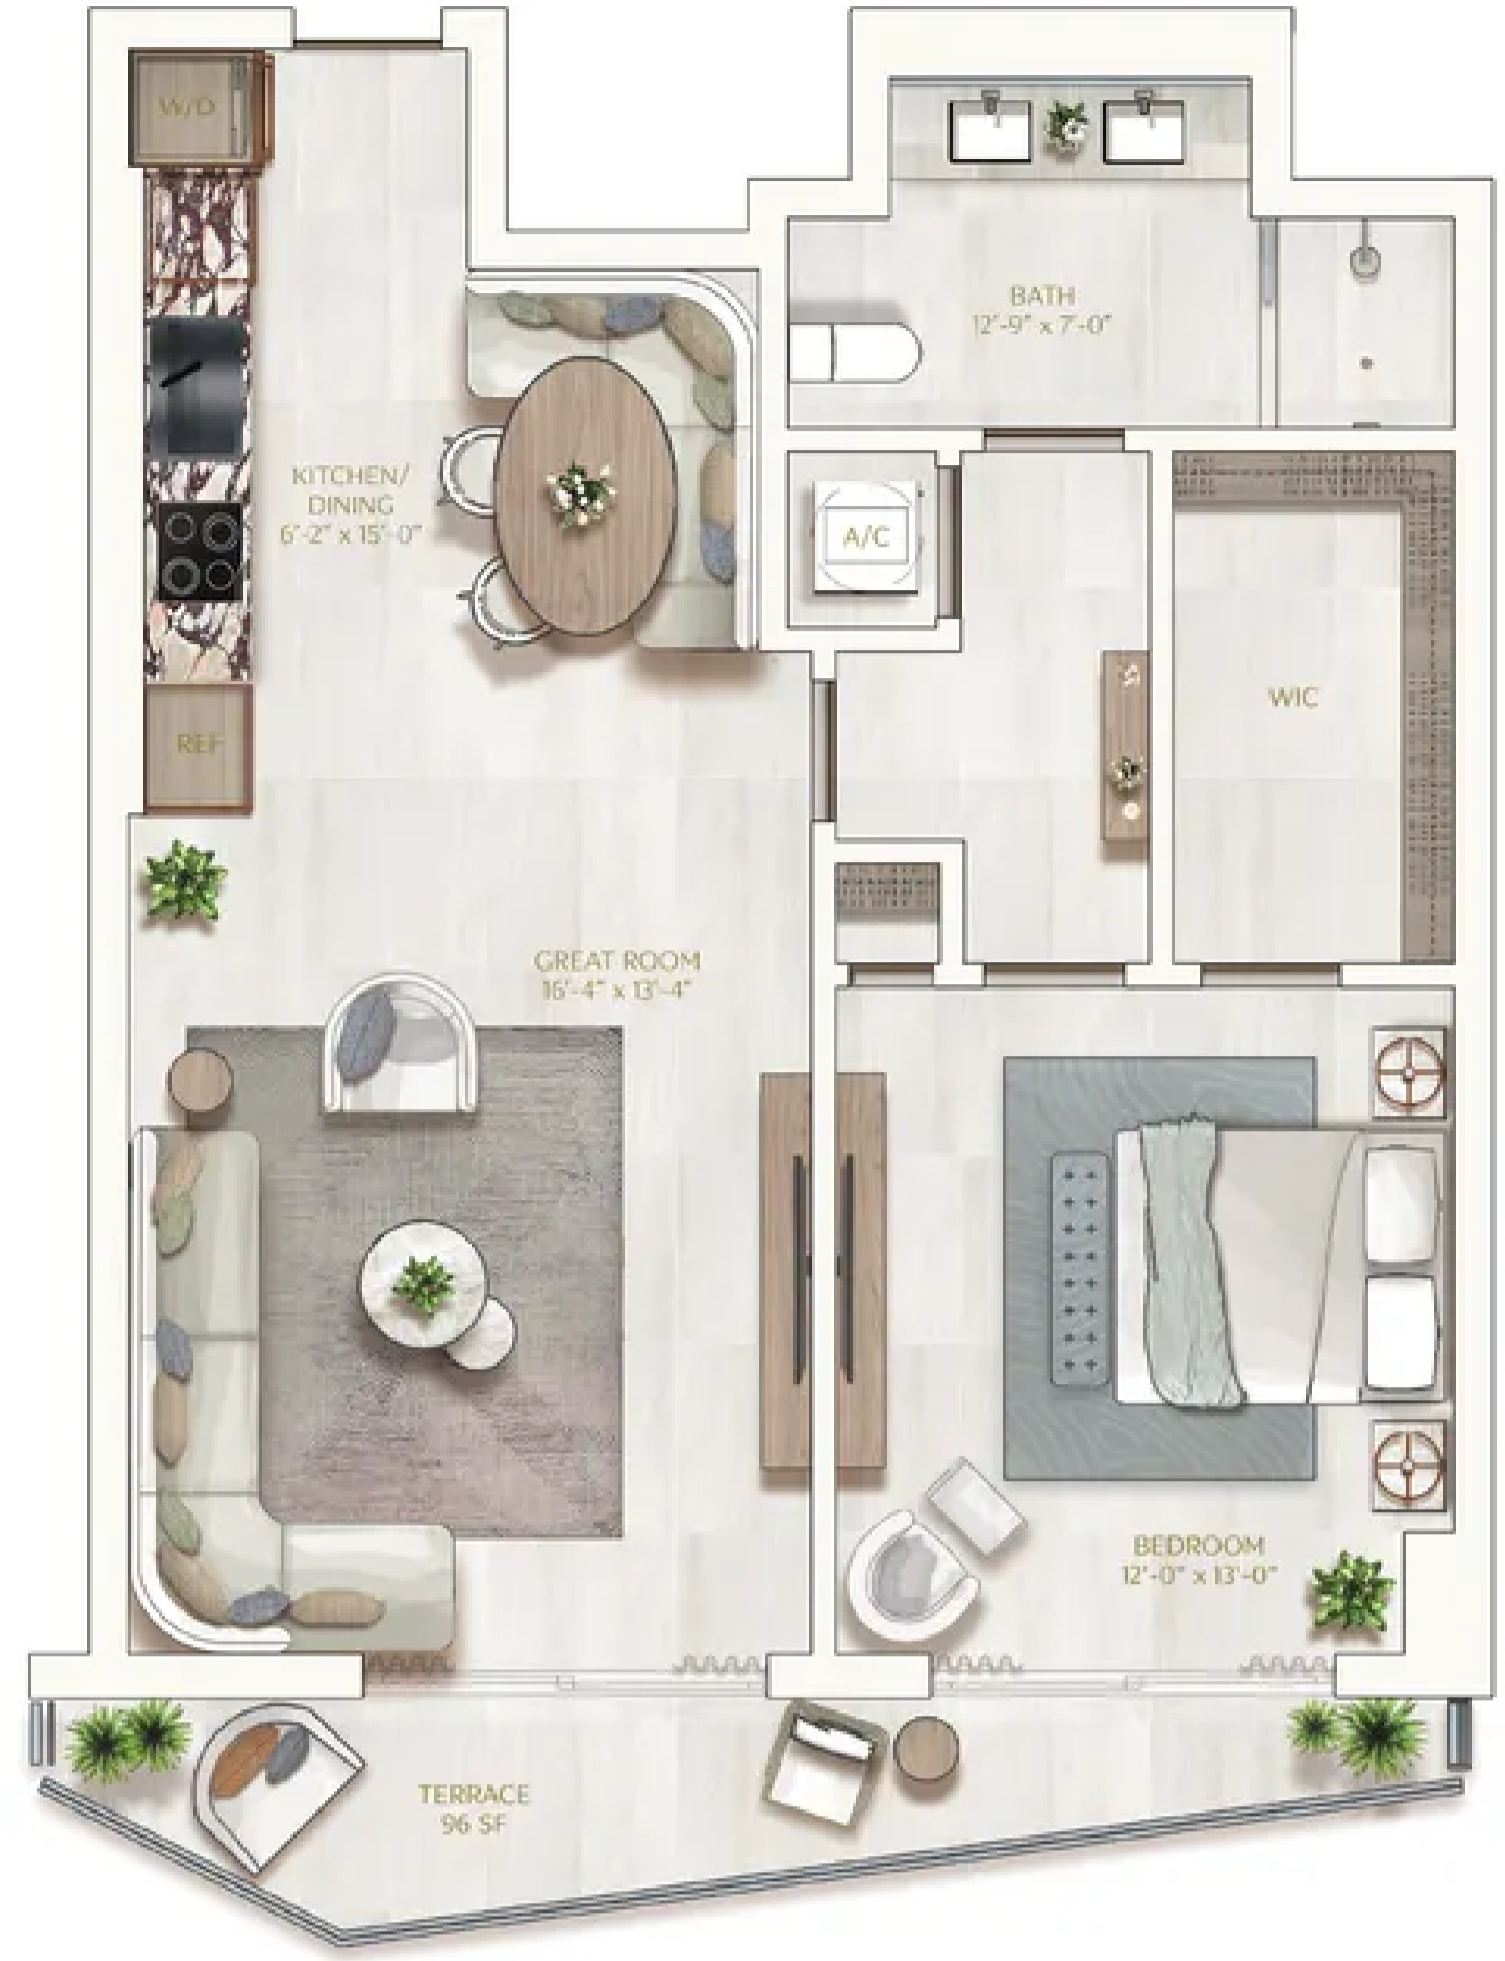 W/D
BATH
12'-9" x 7'-0"
KITCHEN/
DINING
6'-2" x 15'-0"
A/C
WIC
REF
GREAT ROOM
16'-4" x 13'-4"
BEDROOM
12'-0" x 13'-0"
TERRACE
96 SF